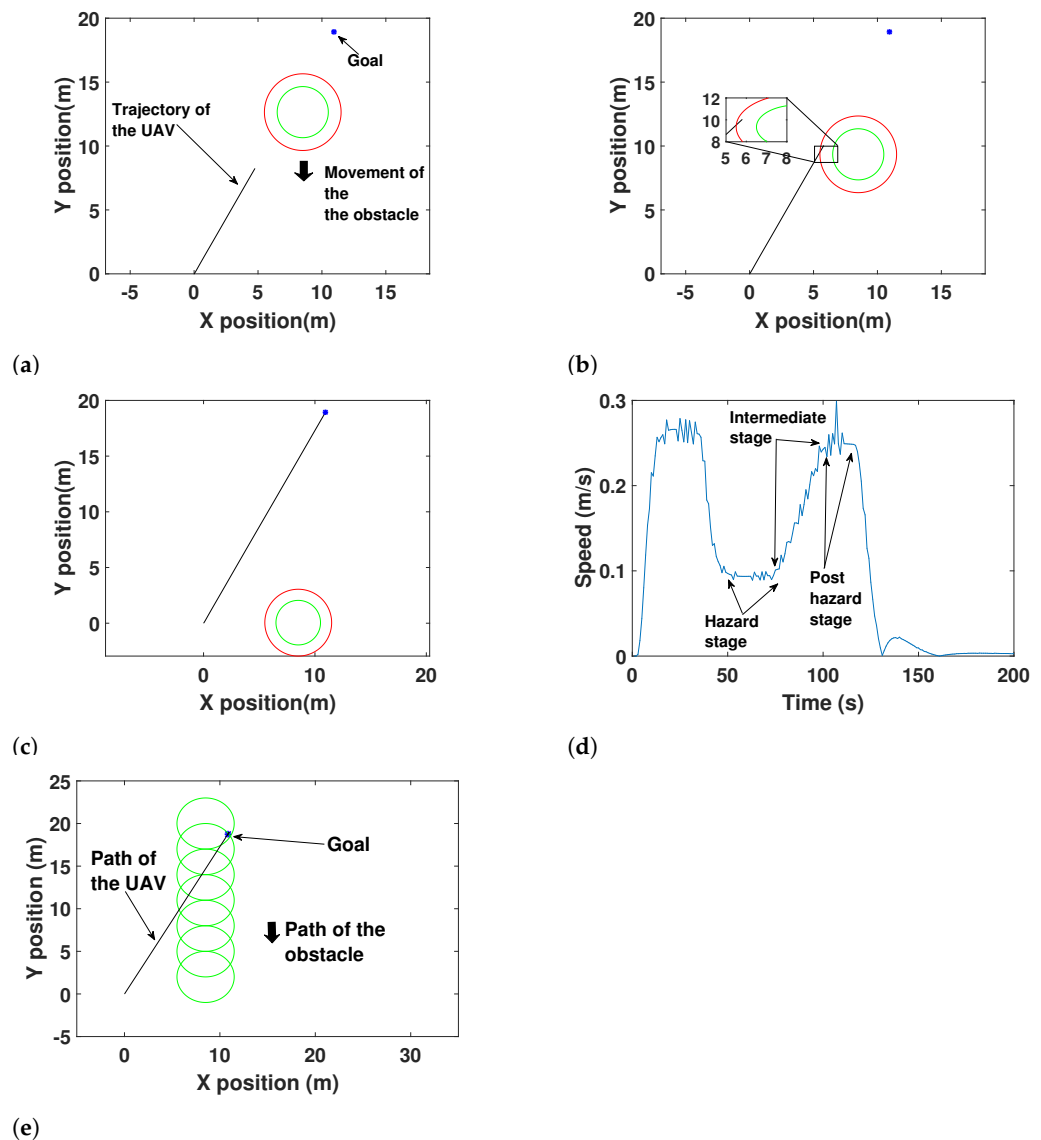 20
15
10
5
0
Y position(m)
Goal
Trajectory of
the UAV
Movement of
the
the obstacle
-5
0
5
10
15
X position(m)
(a)
20
15
10
5
0
Y position(m)
12
10
8
5
6
7
8
-5
0
5
10
15
X position(m)
(b)
20
15
10
5
0
Y position(m)
0
10
20
X position(m)
(c)
0.3
0.2
0.1
0
Speed (m/s)
Intermediate
stage
Hazard
stage
Post
hazard
stage
0
50
100
150
200
Time (s)
(d)
25
20
15
10
5
0
-5
Y position (m)
Path of
the UAV
Goal
Path of the
obstacle
0
10
20
30
X position (m)
(e)